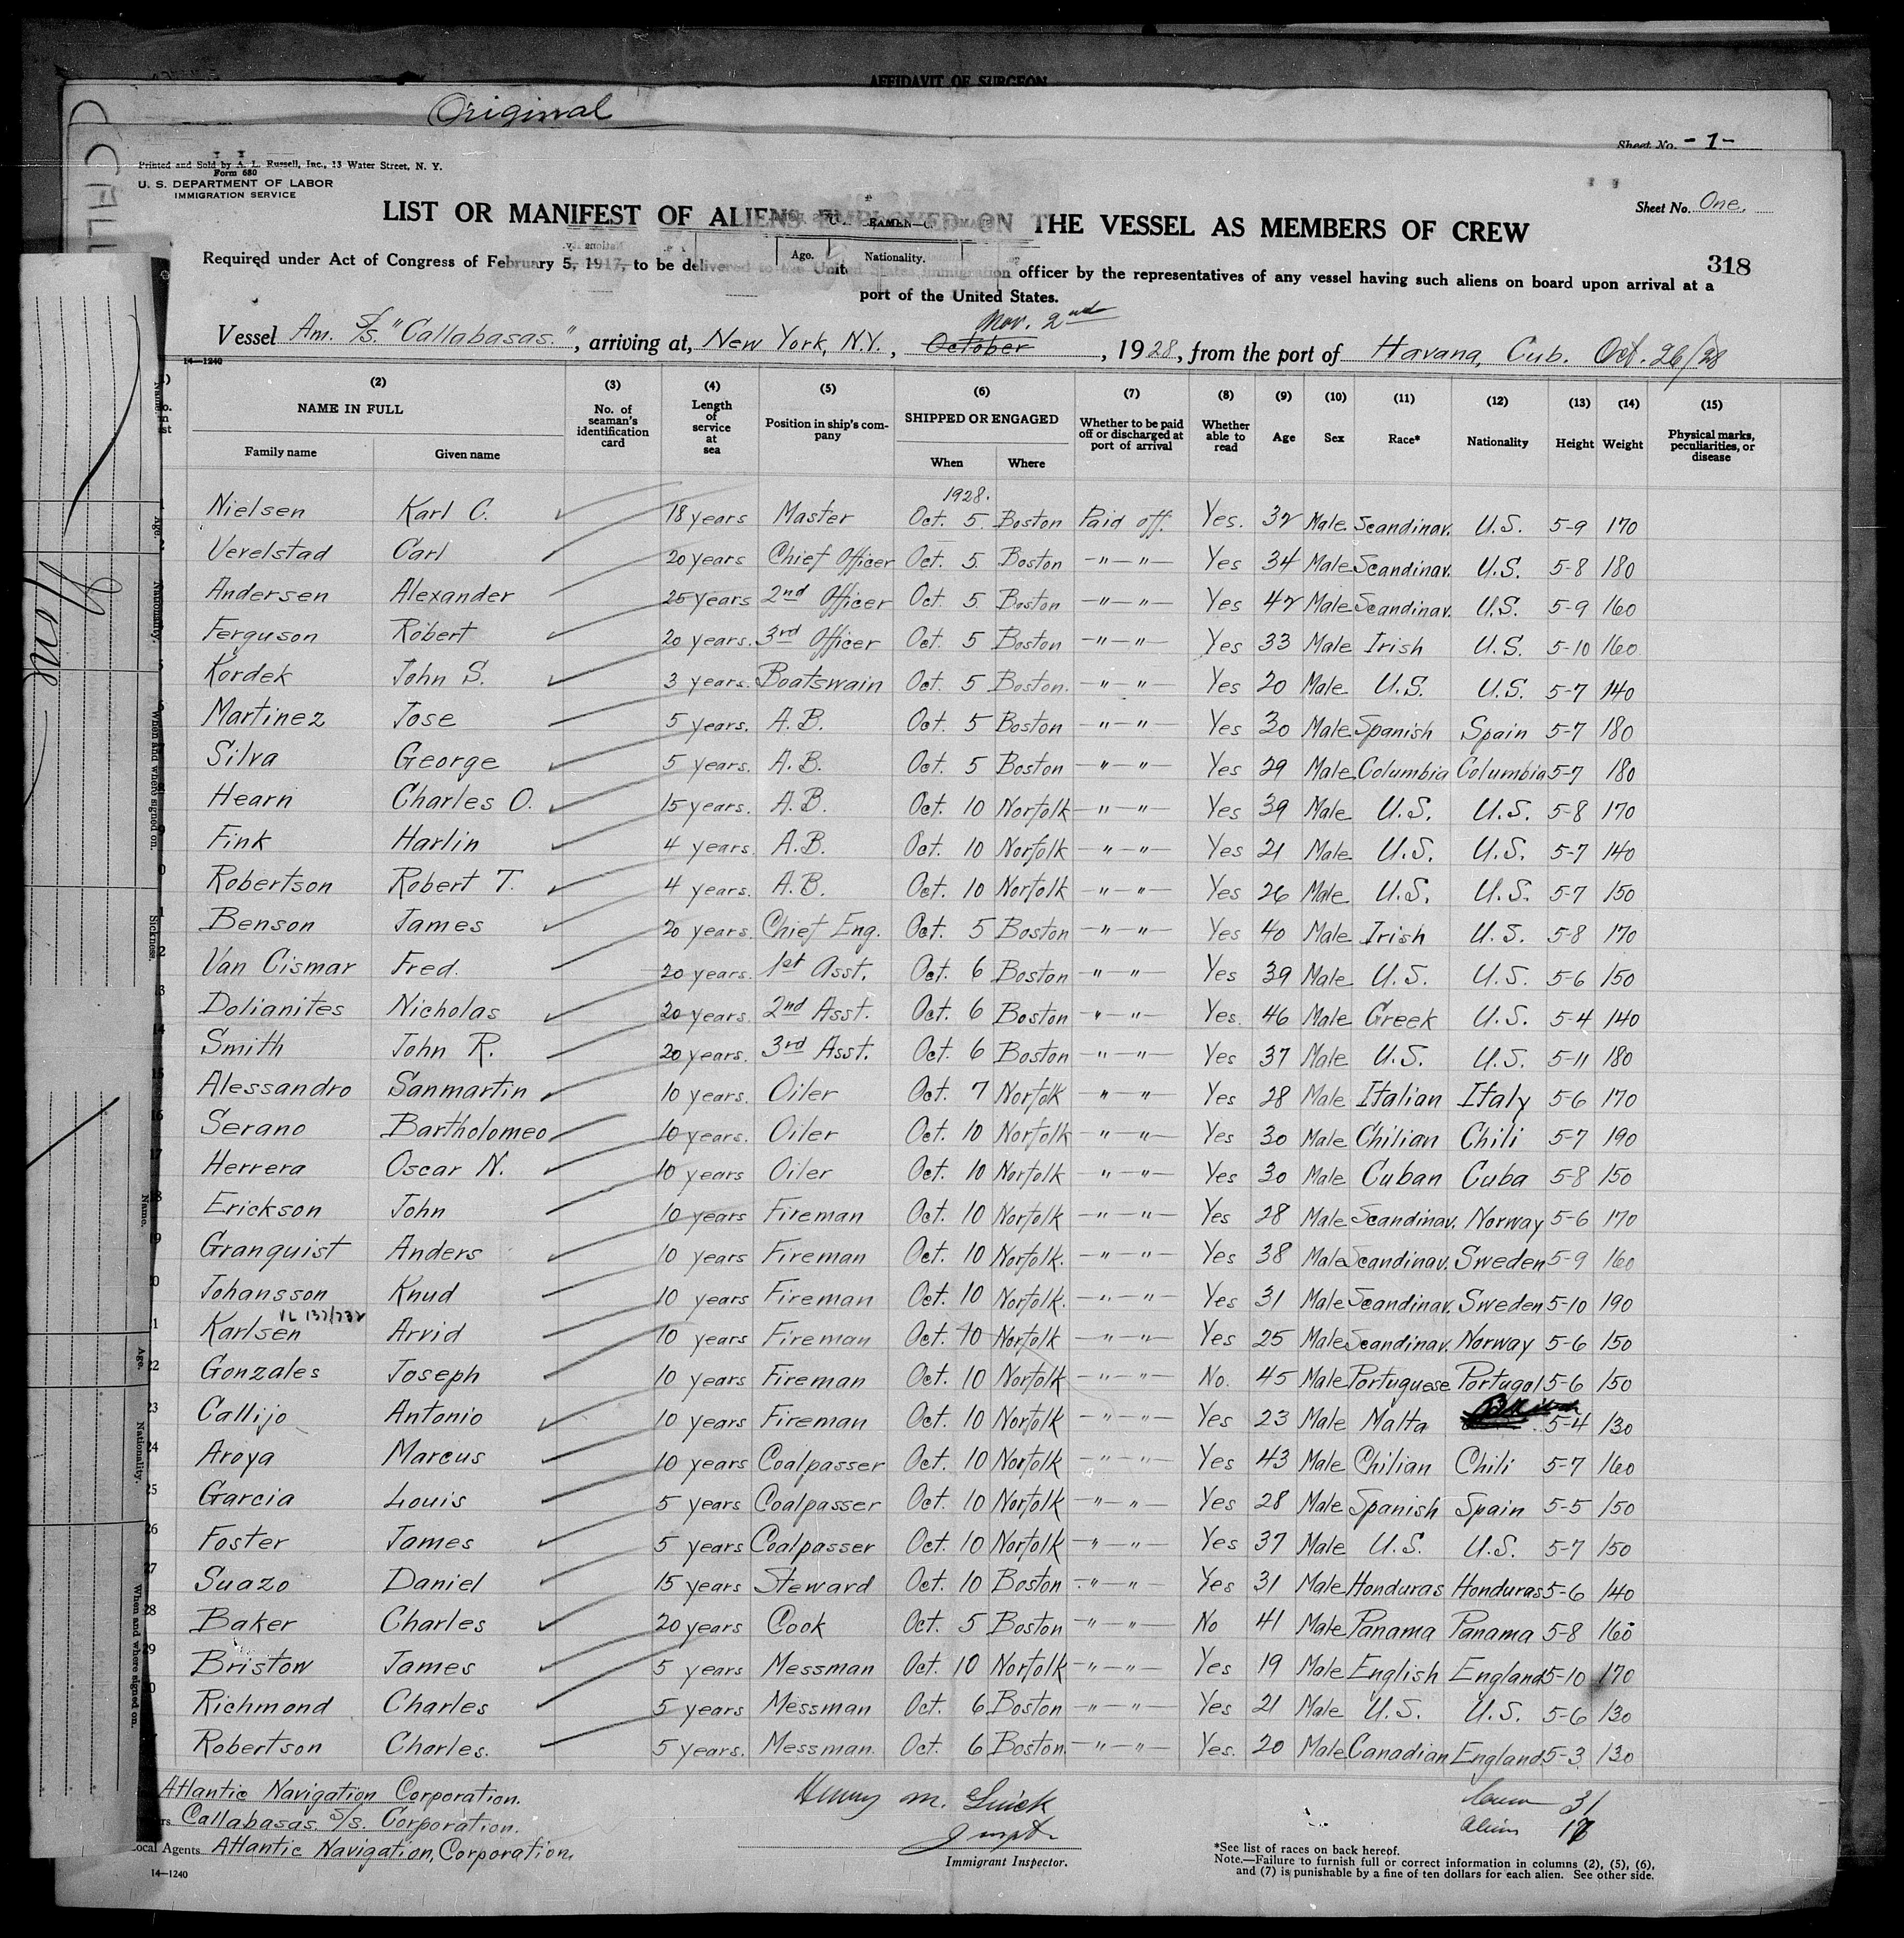 AFFIDAVIT OF SURGEON
Original
Sheet No. -1-
Printed and Sold by A. L. Russell, Inc., 13 Water Street, N. Y.
Form 680
U. S. DEPARTMENT OF LABOR
IMMIGRATION SERVICE
Sheet No. One.
LIST OR MANIFEST OF ALIENS EMPLOYED ON THE VESSEL AS MEMBERS OF CREW
318
Required under Act of Congress of February 5, 1917, to be delivered to the United States immigration officer by the representatives of any vessel having such aliens on board upon arrival at a
port of the United States.
Age. Nationality.
Vessel Am. S/s. "Callabasas.", arriving at, New York, N.Y., October Nov. 2nd, 1928, from the port of Havana, Cub. Oct. 26/28
14—1240
(2) (3) (4) (5) (6) (7) (8) (9) (10) (11) (12) (13) (14) (15)
NAME IN FULL No. of seaman's identification card Length of service at sea Position in ship's company SHIPPED OR ENGAGED Whether to be paid off or discharged at port of arrival Whether able to read Age Sex Race* Nationality Height Weight Physical marks, peculiarities, or disease
Family name Given name When Where
1928.
Nielsen Karl C. 18 years Master Oct. 5 Boston Paid off. Yes. 32 Male Scandinav. U.S. 5-9 170
Verelstad Carl 20 years Chief Officer Oct. 5 Boston —"—"— Yes 34 Male Scandinav. U.S. 5-8 180
Andersen Alexander 25 years 2nd Officer Oct. 5 Boston —"—"— Yes 42 Male Scandinav. U.S. 5-9 160
Ferguson Robert 20 years. 3rd Officer Oct. 5 Boston —"—"— Yes 33 Male Irish U.S. 5-10 160
Kordek John S. 3 years. Boatswain Oct. 5 Boston. —"—"— Yes 20 Male U.S. U.S. 5-7 140
Martinez Jose 5 years. A.B. Oct. 5 Boston —"—"— Yes 30 Male Spanish Spain 5-7 180
Silva George 5 years. A.B. Oct. 5 Boston —"—"— Yes 29 Male Columbia Columbia 5-7 180
Hearn Charles O. 15 years. A.B. Oct. 10 Norfolk —"—"— Yes 39 Male U.S. U.S. 5-8 170
Fink Harlin 4 years. A.B. Oct. 10 Norfolk —"—"— Yes 21 Male U.S. U.S. 5-7 140
Robertson Robert T. 4 years. A.B. Oct. 10 Norfolk —"—"— Yes 26 Male U.S. U.S. 5-7 150
Benson James 20 years. Chief Eng. Oct. 5 Boston —"—"— Yes 40 Male Irish U.S. 5-8 170
Van Cismar Fred. 20 years. 1st Asst. Oct. 6 Boston —"—"— Yes 39 Male U.S. U.S. 5-6 150
Dolianites Nicholas 20 years. 2nd Asst. Oct. 6 Boston —"—"— Yes. 46 Male Greek U.S. 5-4 140
Smith John R. 20 years. 3rd Asst. Oct. 6 Boston —"—"— Yes 37 Male U.S. U.S. 5-11 180
Alessandro Sanmartin 10 years. Oiler Oct. 7 Norfolk —"—"— Yes 28 Male Italian Italy 5-6 170
Serano Bartholomeo 10 years. Oiler Oct. 10 Norfolk —"—"— Yes 30 Male Chilian Chili 5-7 190
Herrera Oscar N. 10 years Oiler Oct. 10 Norfolk —"—"— Yes 30 Male Cuban Cuba 5-8 150
Erickson John 10 years Fireman Oct. 10 Norfolk —"—"— Yes 28 Male Scandinav. Norway 5-6 170
Granquist Anders 10 years Fireman Oct. 10 Norfolk. —"—"— Yes 38 Male Scandinav. Sweden 5-9 160
Johansson Knud 10 years Fireman Oct. 10 Norfolk. —"—"— Yes 31 Male Scandinav. Sweden 5-10 190
Karlsen Arvid 10 years Fireman Oct. 10 Norfolk —"—"— Yes 25 Male Scandinav. Norway 5-6 150
Gonzales Joseph 10 years Fireman Oct. 10 Norfolk —"—"— No. 45 Male Portuguese Portugal 5-6 150
Callijo Antonio 10 years Fireman Oct. 10 Norfolk —"—"— Yes 23 Male Malta 5-4 130
Aroya Marcus 10 years Coalpasser Oct. 10 Norfolk —"—"— Yes 43 Male Chilian Chili 5-7 160
Garcia Louis 5 years Coalpasser Oct. 10 Norfolk —"—"— Yes 28 Male Spanish Spain 5-5 150
Foster James 5 years Coalpasser Oct. 10 Norfolk —"—"— Yes 37 Male U.S. U.S. 5-7 150
Suazo Daniel 15 years Steward Oct. 10 Boston —"—"— Yes 31 Male Honduras Honduras 5-6 140
Baker Charles 20 years Cook Oct. 5 Boston —"—"— No 41 Male Panama Panama 5-8 160
Bristow James 5 years Messman Oct. 10 Norfolk —"—"— Yes 19 Male English England 5-10 170
Richmond Charles 5 years Messman Oct. 6 Boston —"—"— Yes 21 Male U.S. U.S. 5-6 130
Robertson Charles. 5 years. Messman. Oct. 6 Boston. —"—"— Yes. 20 Male Canadian England. 5-3 130
Atlantic Navigation Corporation.
Callabasas S/s. Corporation.
Local Agents Atlantic Navigation, Corporation.
14—1240
Henry M.
Immigrant Inspector.
31
Alien 17
*See list of races on back hereof.
Note.—Failure to furnish full or correct information in columns (2), (5), (6),
and (7) is punishable by a fine of ten dollars for each alien. See other side.